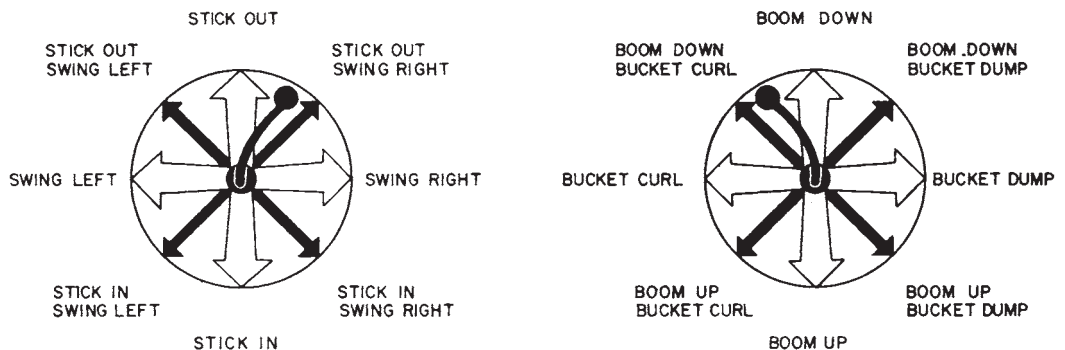 STICK OUT
STICK OUT
SWING LEFT
STICK OUT
SWING RIGHT
SWING LEFT
SWING RIGHT
STICK IN
SWING LEFT
STICK IN
SWING RIGHT
STICK IN
BOOM DOWN
BOOM DOWN
BUCKET CURL
BOOM .DOWN
BUCKET DUMP
BUCKET CURL
BUCKET DUMP
BOOM UP
BUCKET CURL
BOOM UP
BUCKET DUMP
BOOM UP